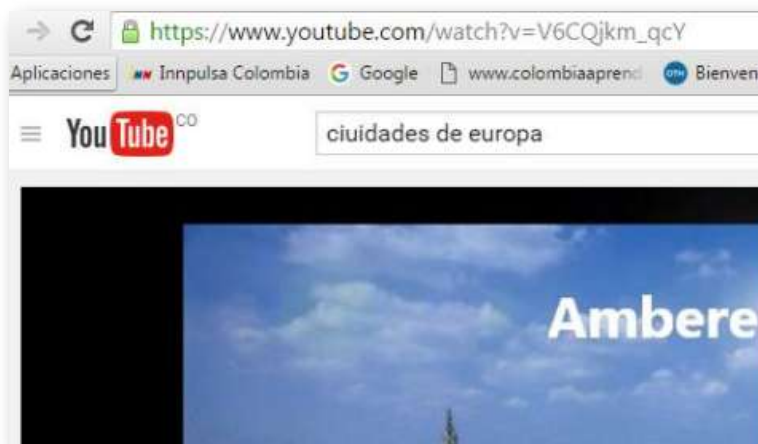 https://www.youtube.com/watch?v=V6CQjkm_qcY
Aplicaciones Innpulsa Colombia Google www.colombiaaprend Bienven
YouTube CO ciuidades de europa
Ambere